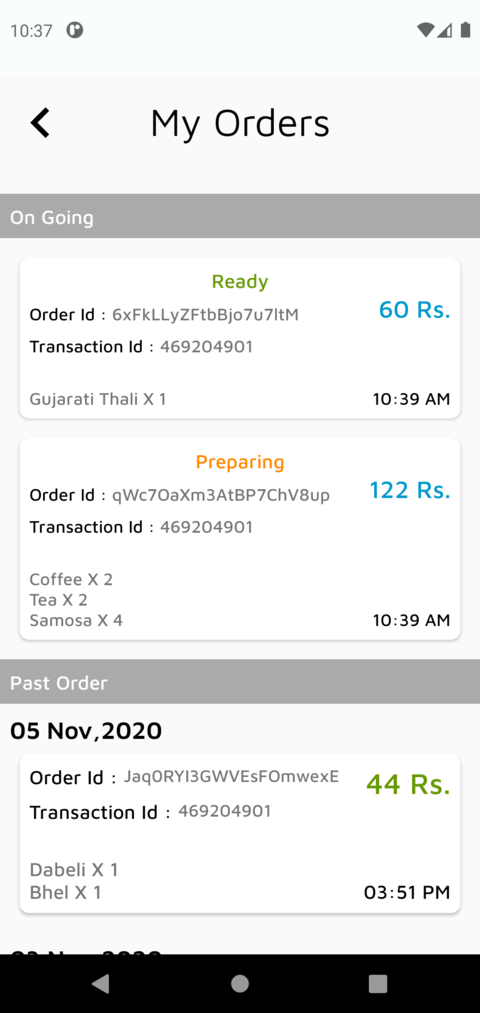 10:37
My Orders
On Going
Ready
Order Id : 6xFkLLyZFtbBjo7u7ltM
60 Rs.
Transaction Id : 469204901
Gujarati Thali X 1
10:39 AM
Preparing
Order Id : qWc7OaXm3AtBP7ChV8up
122 Rs.
Transaction Id : 469204901
Coffee X 2
Tea X 2
Samosa X 4
10:39 AM
Past Order
05 Nov,2020
Order Id : Jaq0RYI3GWVEsFOmwexE
44 Rs.
Transaction Id : 469204901
Dabeli X 1
Bhel X 1
03:51 PM